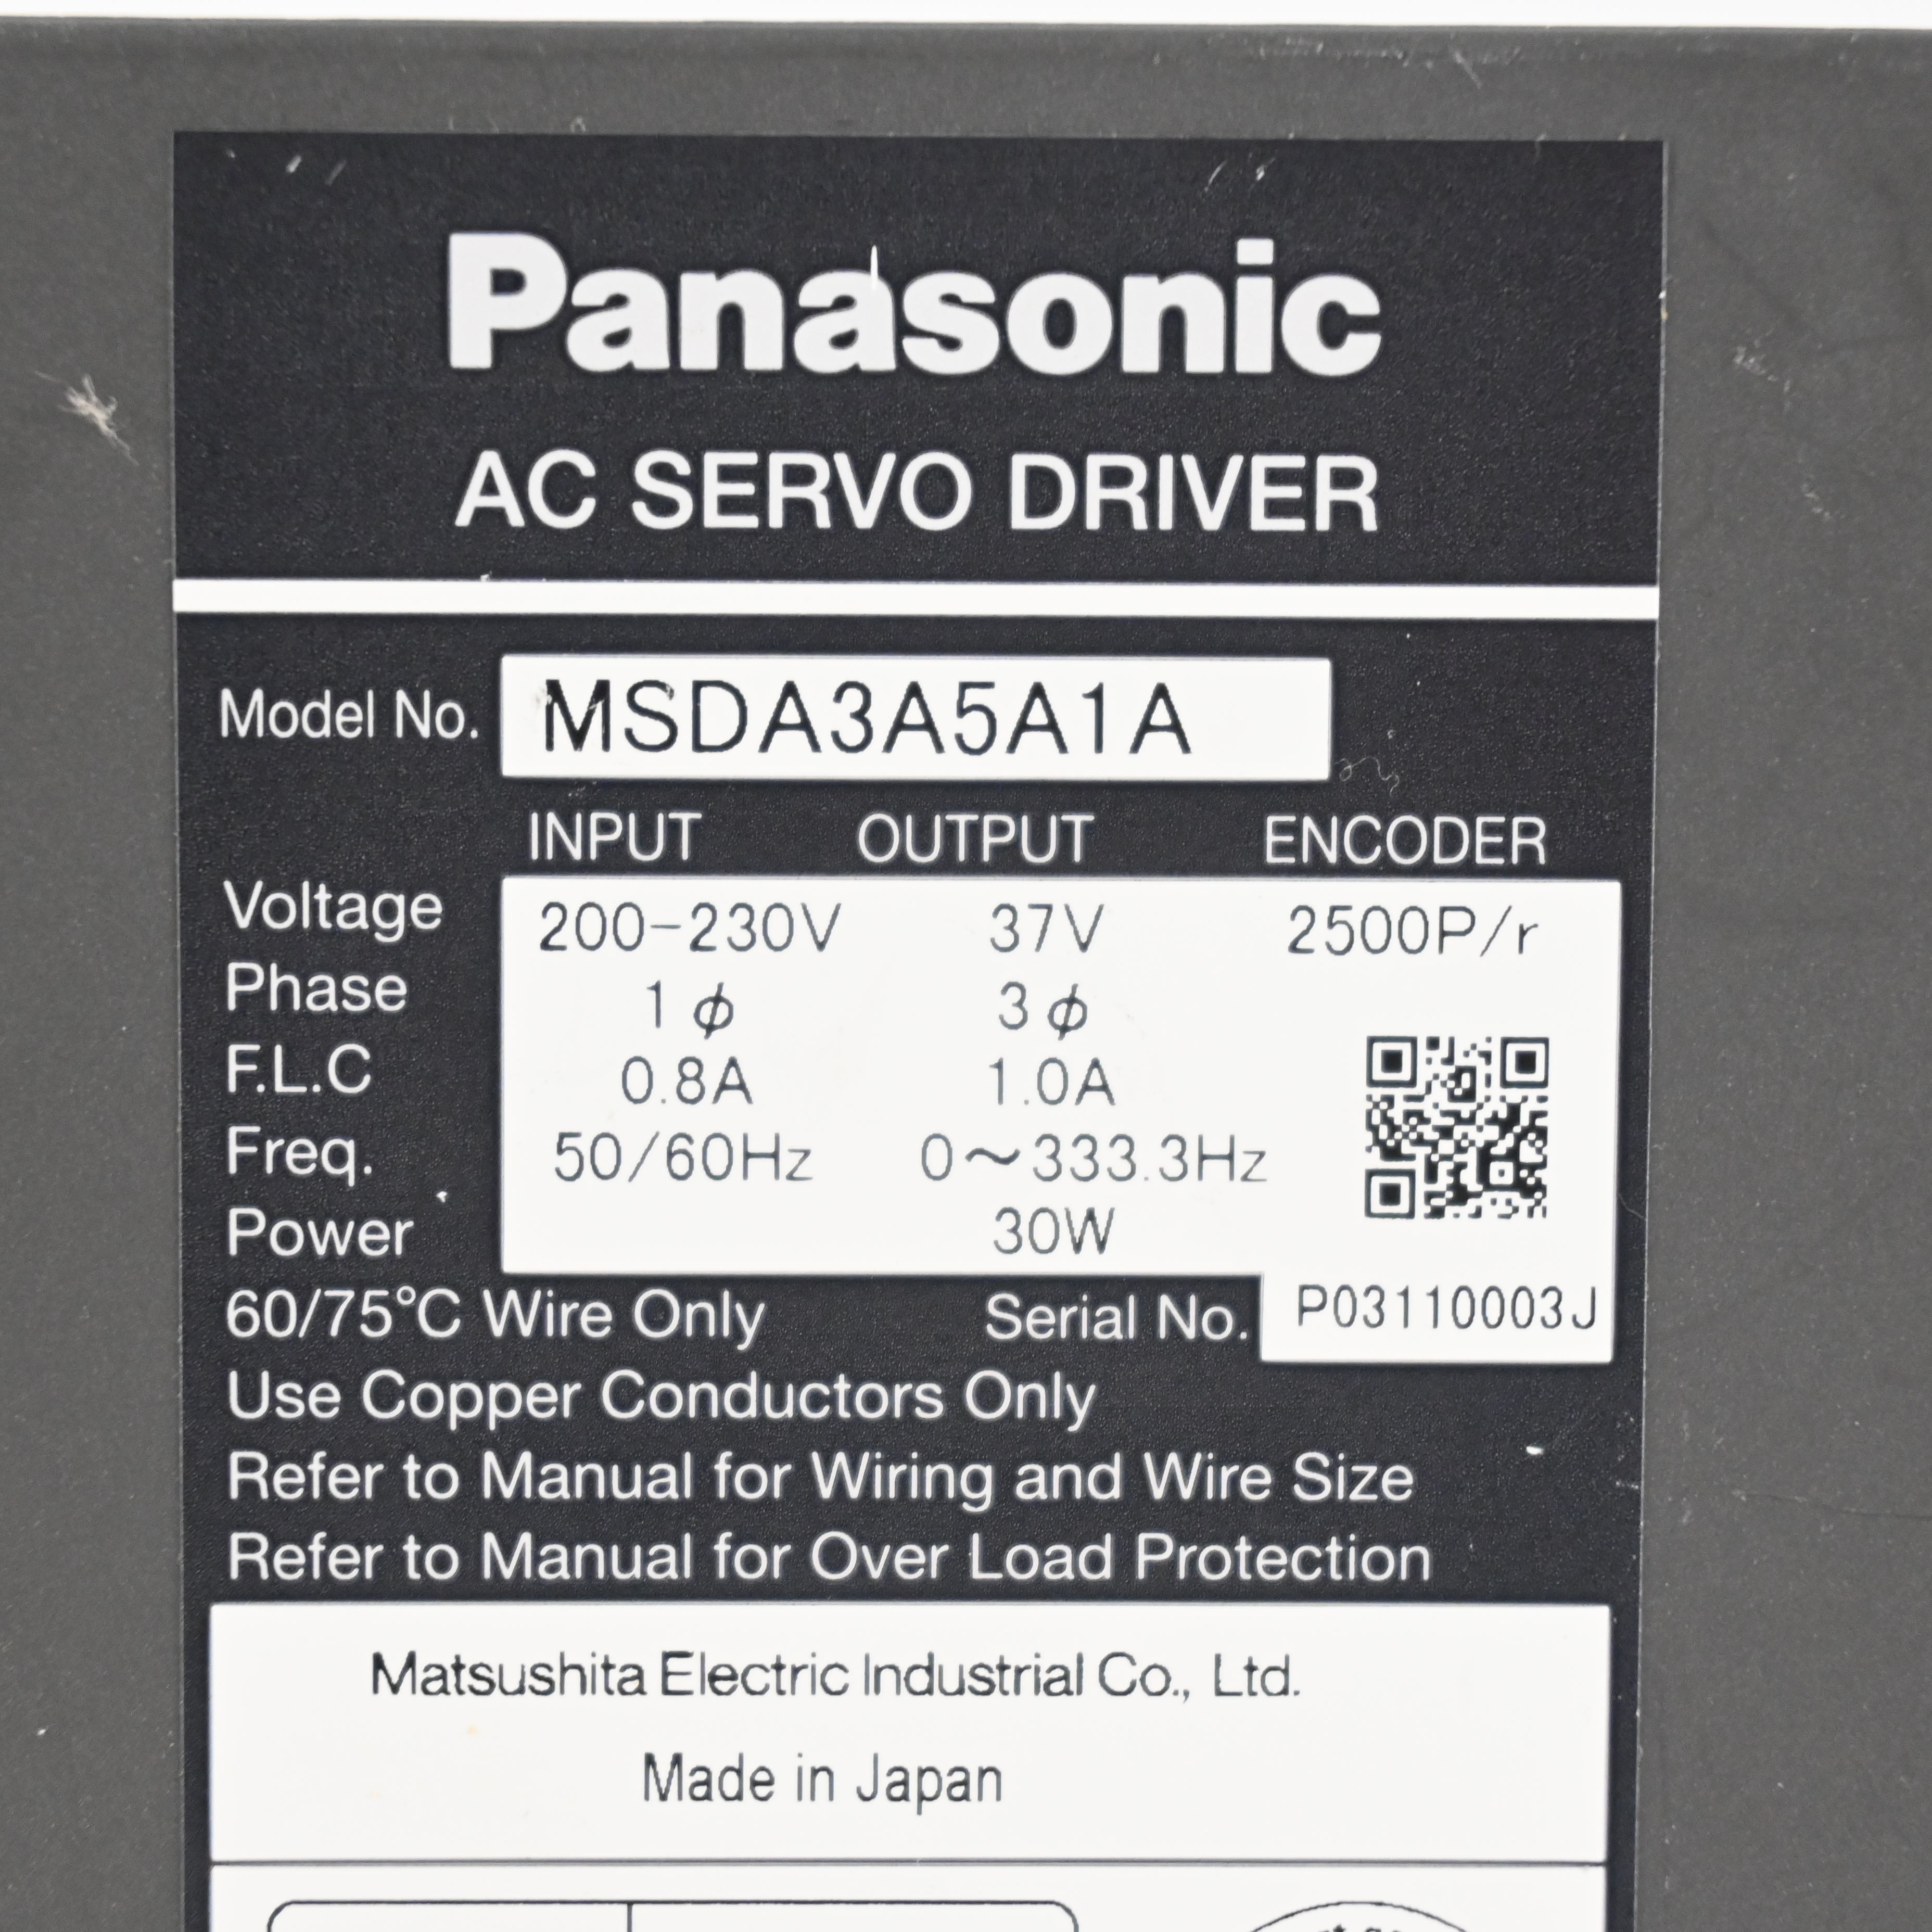 Panasonic
AC SERVO DRIVER
Model No. MSDA3A5A1A
INPUT OUTPUT ENCODER
Voltage 200-230V 37V 2500P/r
Phase 1ϕ 3ϕ
F.L.C 0.8A 1.0A
Freq. 50/60Hz 0～333.3Hz
Power 30W
60/75°C Wire Only Serial No. P03110003J
Use Copper Conductors Only
Refer to Manual for Wiring and Wire Size
Refer to Manual for Over Load Protection
Matsushita Electric Industrial Co., Ltd.
Made in Japan